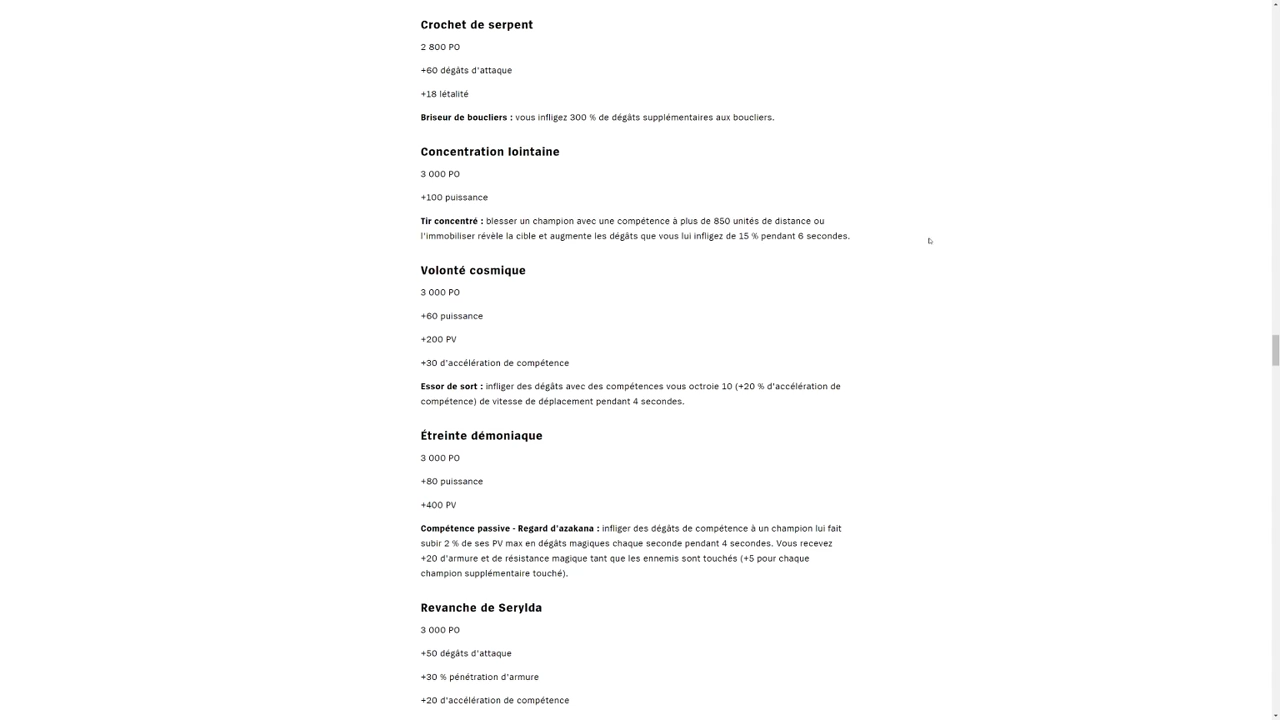 Crochet de serpent
2 800 PO
+60 dégâts d'attaque
+18 létalité
Briseur de boucliers : vous infligez 300 % de dégâts supplémentaires aux boucliers.
Concentration lointaine
3 000 PO
+100 puissance
Tir concentré : blesser un champion avec une compétence à plus de 850 unités de distance ou
l'immobiliser révèle la cible et augmente les dégâts que vous lui infligez de 15 % pendant 6 secondes.
Volonté cosmique
3 000 PO
+60 puissance
+200 PV
+30 d'accélération de compétence
Essor de sort : infliger des dégâts avec des compétences vous octroie 10 (+20 % d'accélération de
compétence) de vitesse de déplacement pendant 4 secondes.
Étreinte démoniaque
3 000 PO
+80 puissance
+400 PV
Compétence passive - Regard d'azakana : infliger des dégâts de compétence à un champion lui fait
subir 2 % de ses PV max en dégâts magiques chaque seconde pendant 4 secondes. Vous recevez
+20 d'armure et de résistance magique tant que les ennemis sont touchés (+5 pour chaque
champion supplémentaire touché).
Revanche de Serylda
3 000 PO
+50 dégâts d'attaque
+30 % pénétration d'armure
+20 d'accélération de compétence